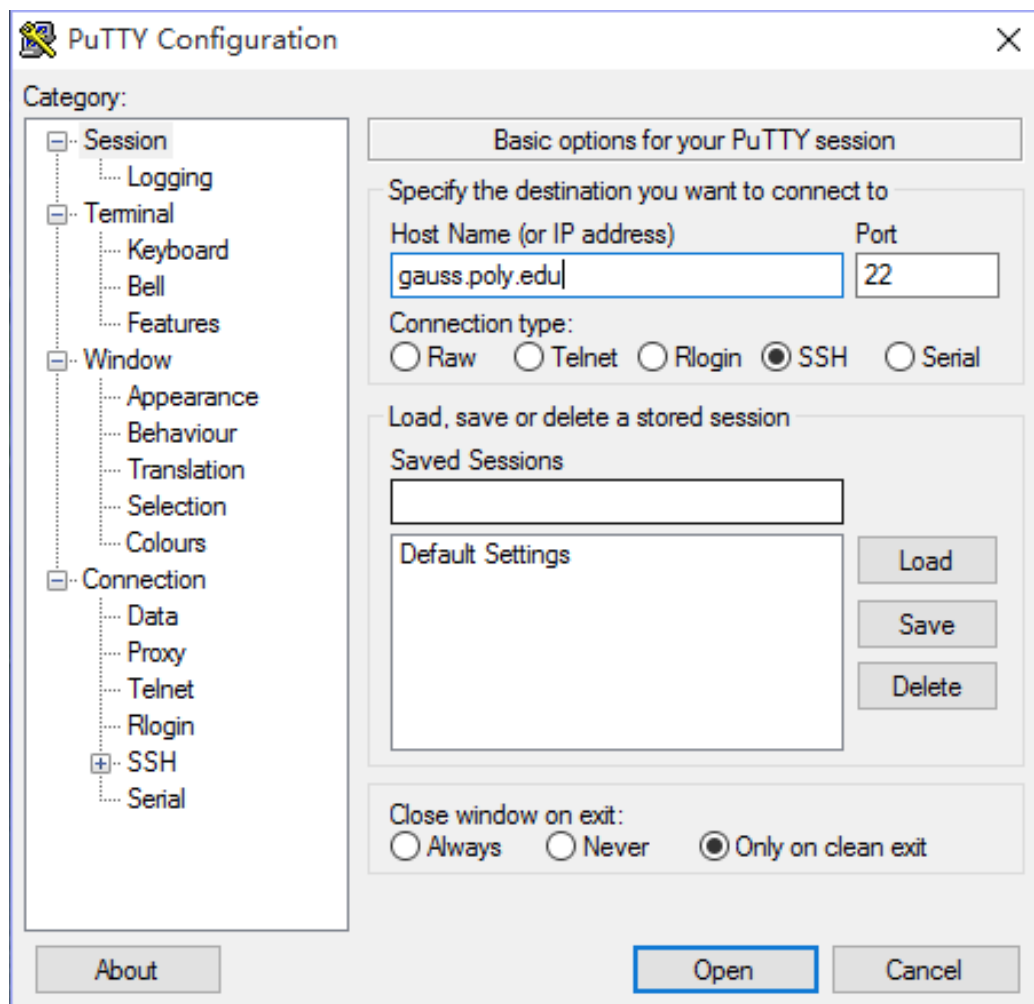 PuTTY Configuration
Category:
Session
Logging
Terminal
Keyboard
Bell
Features
Window
Appearance
Behaviour
Translation
Selection
Colours
Connection
Data
Proxy
Telnet
Rlogin
SSH
Serial
Basic options for your PuTTY session
Specify the destination you want to connect to
Host Name (or IP address) Port
gauss.poly.edu 22
Connection type:
Raw Telnet Rlogin SSH Serial
Load, save or delete a stored session
Saved Sessions
Default Settings
Load
Save
Delete
Close window on exit:
Always Never Only on clean exit
About Open Cancel